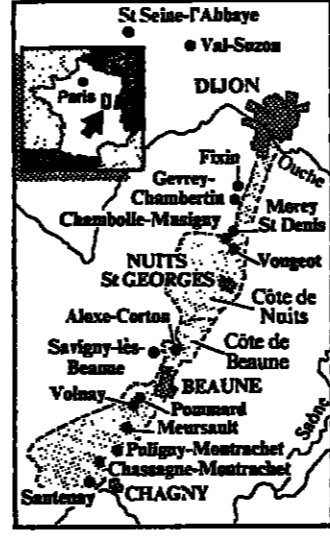 St Seine-l'Abbaye
Val-Suzon
Paris
DIJON
Fixin
Ouche
Gevrey-
Chambertin
Morey
St Denis
Chambolle-Musigny
Vougeot
NUITS
St GEORGES
Côte de
Nuits
Aloxe-Corton
Côte de
Beaune
Savigny-lès
Beaune
BEAUNE
Saône
Volnay
Pommard
Meursault
Puligny-Montrachet
Chassagne-Montrachet
Santenay
CHAGNY